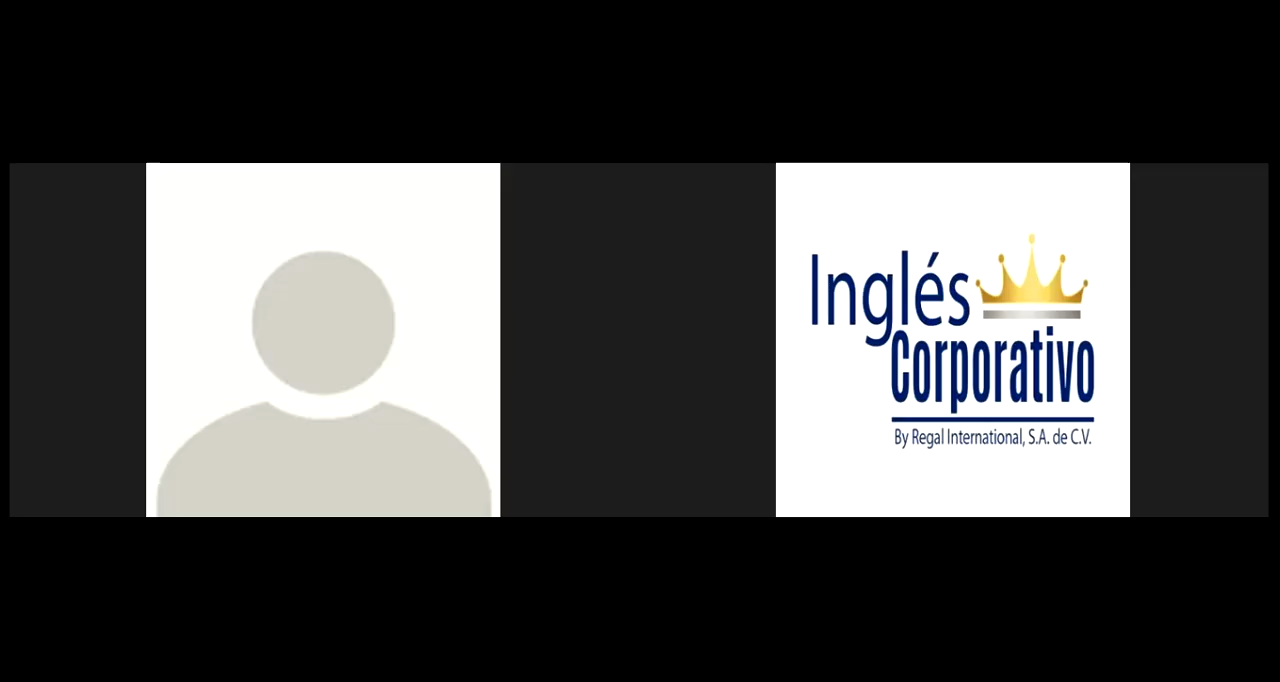 Inglés
Corporativo
By Regal International, S.A. de C.V.